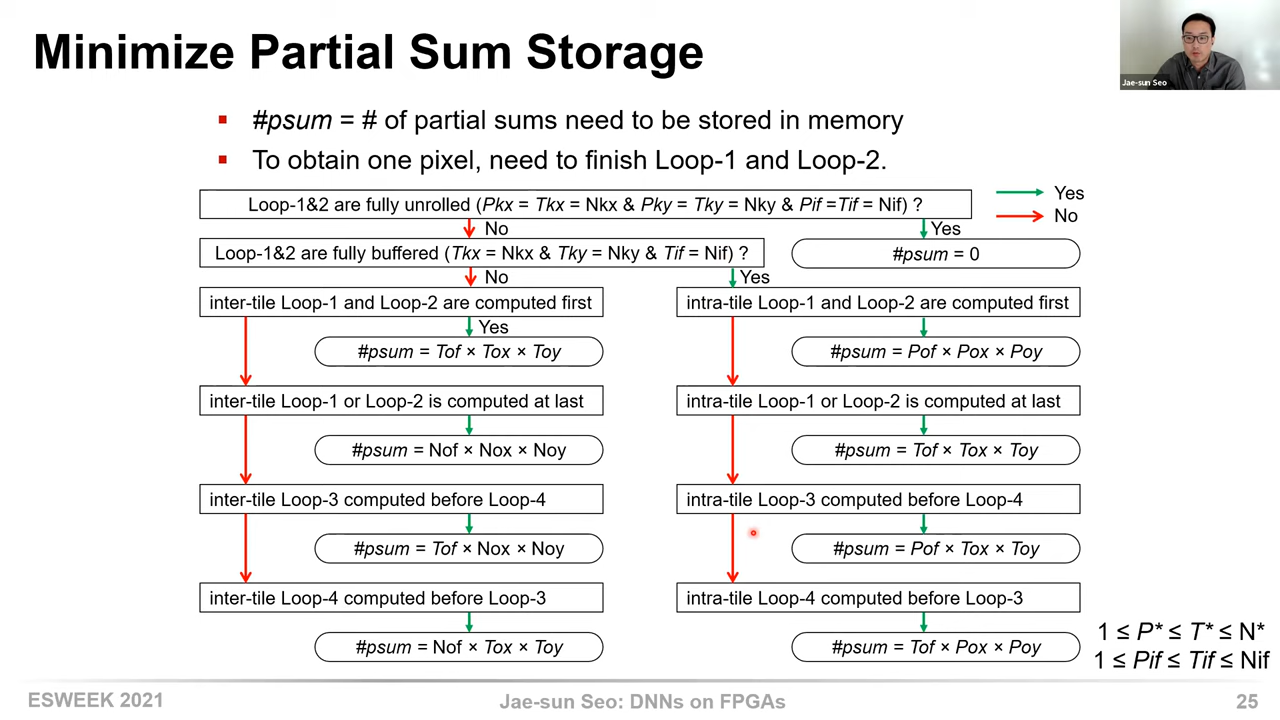 Minimize Partial Sum Storage
Jae-sun Seo
#psum = # of partial sums need to be stored in memory
To obtain one pixel, need to finish Loop-1 and Loop-2.
Yes
No
Loop-1&2 are fully unrolled (Pkx = Tkx = Nkx & Pky = Tky = Nky & Pif =Tif = Nif) ?
No
Yes
Loop-1&2 are fully buffered (Tkx = Nkx & Tky = Nky & Tif = Nif) ?
#psum = 0
No
Yes
inter-tile Loop-1 and Loop-2 are computed first
Yes
#psum = Tof × Tox × Toy
inter-tile Loop-1 or Loop-2 is computed at last
#psum = Nof × Nox × Noy
inter-tile Loop-3 computed before Loop-4
#psum = Tof × Nox × Noy
inter-tile Loop-4 computed before Loop-3
#psum = Nof × Tox × Toy
intra-tile Loop-1 and Loop-2 are computed first
#psum = Pof × Pox × Poy
intra-tile Loop-1 or Loop-2 is computed at last
#psum = Tof × Tox × Toy
intra-tile Loop-3 computed before Loop-4
#psum = Pof × Tox × Toy
intra-tile Loop-4 computed before Loop-3
#psum = Tof × Pox × Poy
1 ≤ P* ≤ T* ≤ N*
1 ≤ Pif ≤ Tif ≤ Nif
ESWEEK 2021
Jae-sun Seo: DNNs on FPGAs
25